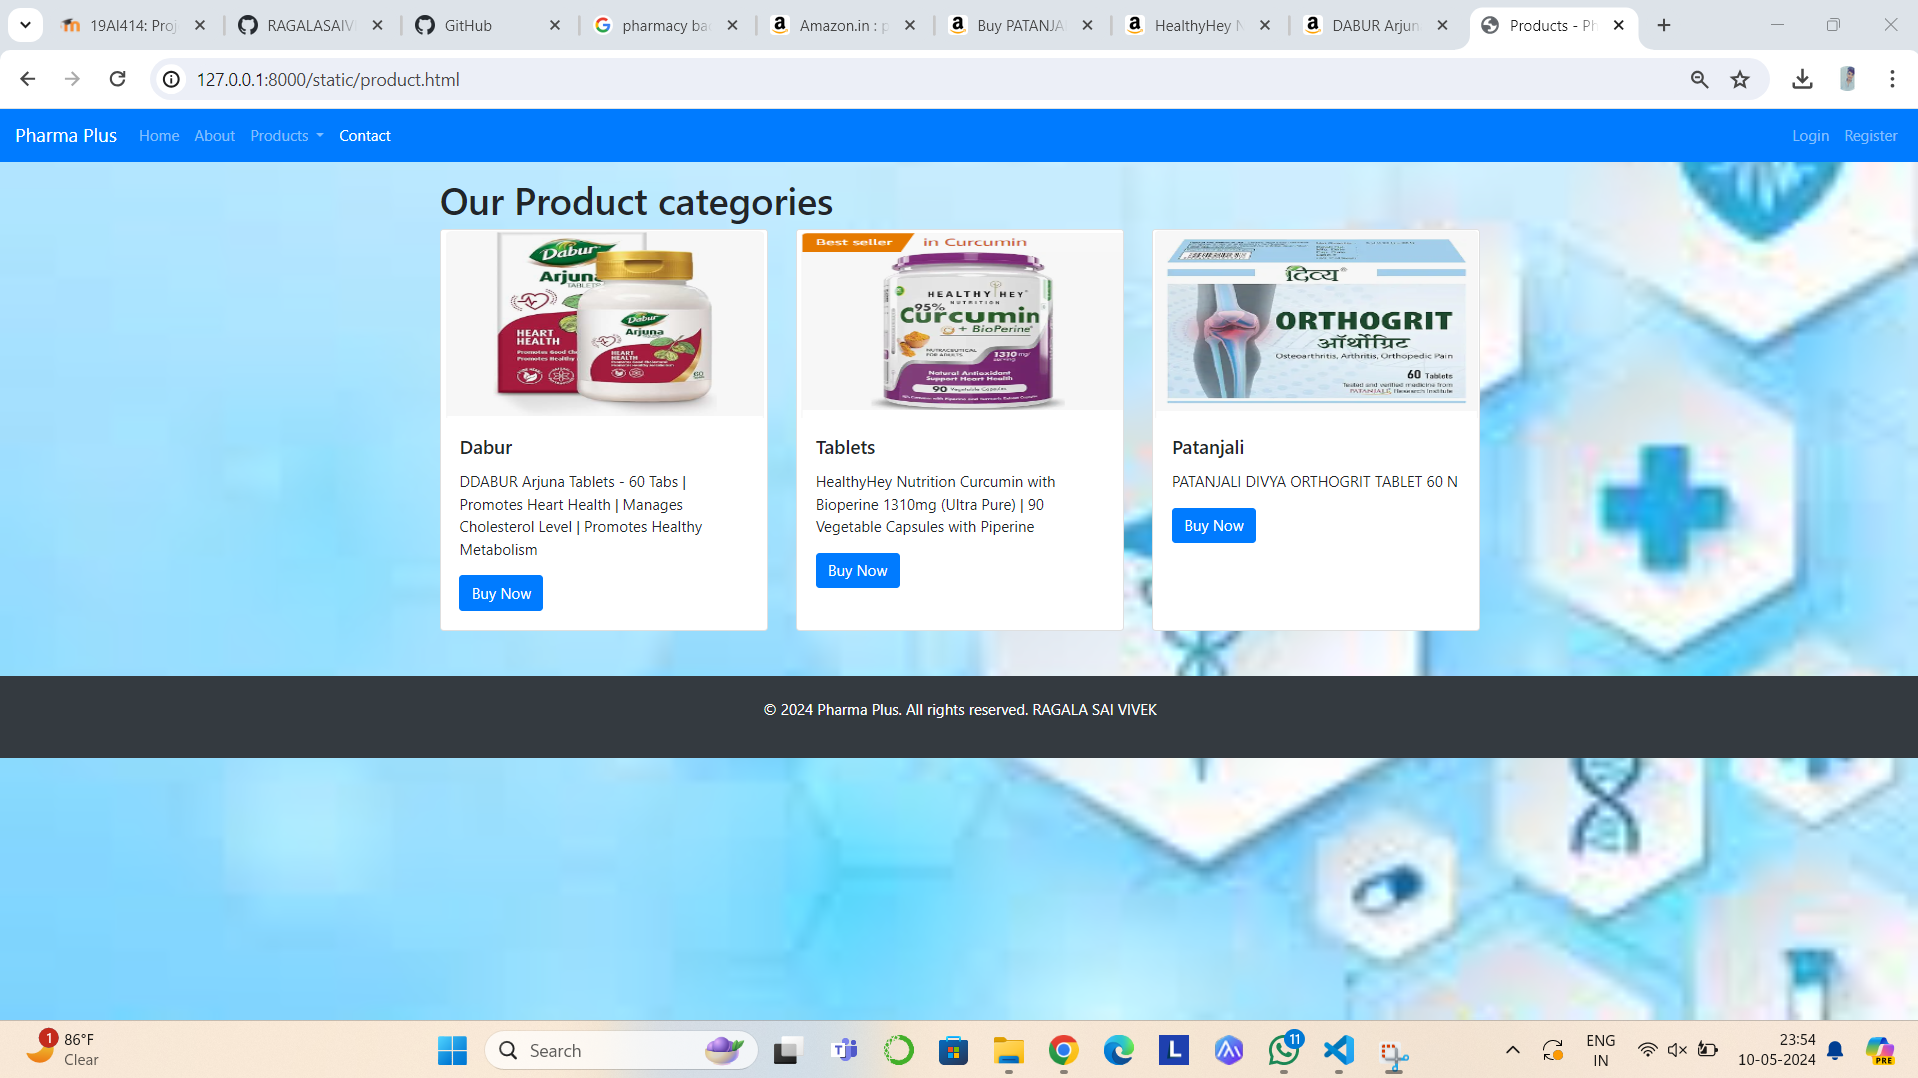 19AI414: Proj
RAGALASAIV
GitHub
pharmacy bac
Amazon.in : p
Buy PATANJA
HealthyHey N
DABUR Arjun
Products - Ph
127.0.0.1:8000/static/product.html
Pharma Plus
Home
About
Products
Contact
Login
Register
Our Product categories
Dabur
Arjuna
TABLETS
HEART
HEALTH
Dabur
Arjuna
HEART
HEALTH
60
Best seller
in Curcumin
HEALTHY HEY
NUTRITION
95%
Curcumin
+ BioPerine®
NUTRACEUTICAL
FOR ADULTS
1310 mg/
Natural Antioxidant
Support Heart Health
90 Vegetable Capsules
दिव्य®
ORTHOGRIT
ऑर्थोग्रिट
Osteoarthritis, Arthritis, Orthopedic Pain
60 Tablets
Tested and verified medicine from
PATANJALI Research Institute
Dabur
DDABUR Arjuna Tablets - 60 Tabs |
Promotes Heart Health | Manages
Cholesterol Level | Promotes Healthy
Metabolism
Buy Now
Tablets
HealthyHey Nutrition Curcumin with
Bioperine 1310mg (Ultra Pure) | 90
Vegetable Capsules with Piperine
Buy Now
Patanjali
PATANJALI DIVYA ORTHOGRIT TABLET 60 N
Buy Now
© 2024 Pharma Plus. All rights reserved. RAGALA SAI VIVEK
1
86°F
Clear
Search
L
11
ENG
IN
23:54
10-05-2024
PRE